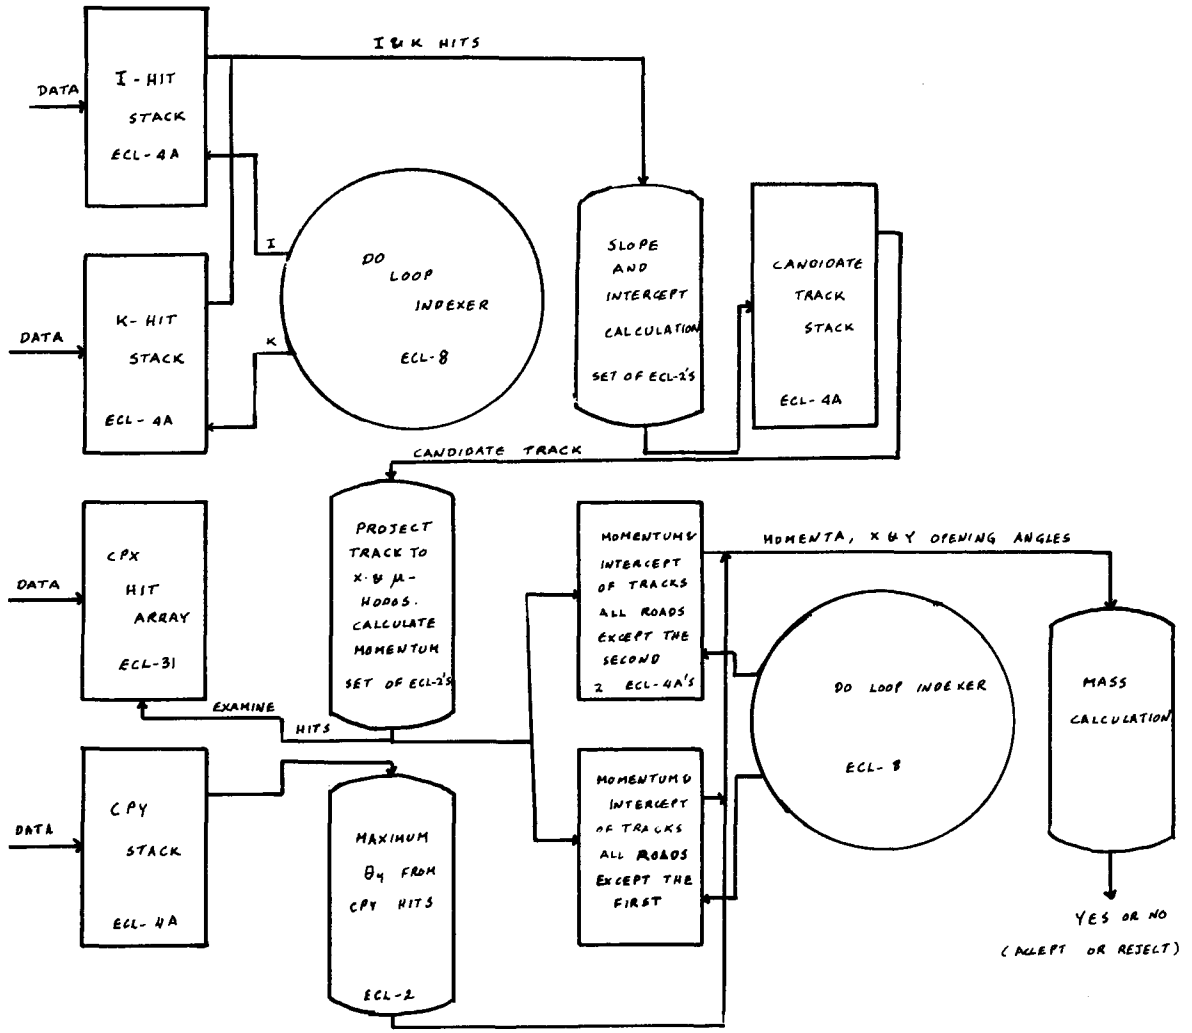 I & K HITS
DATA
I - HIT
STACK
ECL - 4A
I
DATA
K - HIT
STACK
ECL - 4A
K
DO
LOOP
INDEXER
ECL-8
SLOPE
AND
INTERCEPT
CALCULATION
SET OF ECL-2'S
CANDIDATE
TRACK
STACK
ECL-4A
CANDIDATE TRACK
DATA
CPX
HIT
ARRAY
ECL-31
EXAMINE
HITS
PROJECT
TRACK TO
X. & μ-
HODOS.
CALCULATE
MOMENTUM
SET OF ECL-2'S
MOMENTUM &
INTERCEPT
OF TRACKS
ALL ROADS
EXCEPT THE
SECOND
2 ECL-4A'S
MOMENTA, X & Y OPENING ANGLES
DO LOOP INDEXER
ECL-8
MASS
CALCULATION
DATA
CPY
STACK
ECL-4A
MAXIMUM
θy FROM
CPY HITS
ECL-2
MOMENTUM &
INTERCEPT
OF TRACKS
ALL ROADS
EXCEPT THE
FIRST
YES OR NO
(ACCEPT OR REJECT)